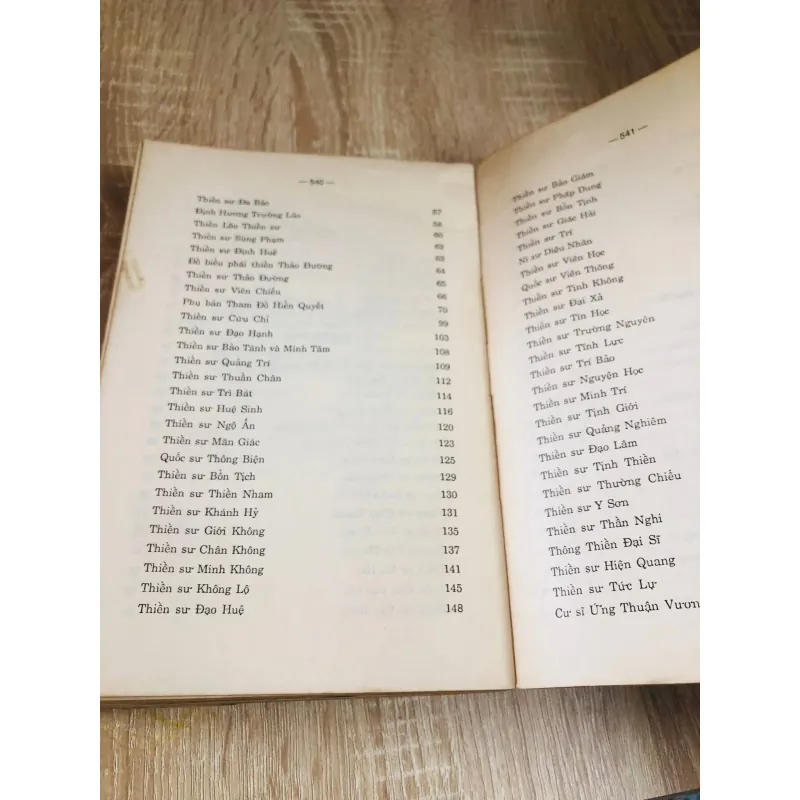 — 540 —
Thiền sư Đa Bảo 57
Định Hương Trưởng Lão 58
Thiền Lão Thiền sư 60
Thiền sư Sùng Phạm 62
Thiền sư Định Huệ 63
Đồ biểu phái thiền Thảo Đường 64
Thiền sư Thảo Đường 65
Thiền sư Viên Chiếu 66
Phụ bản Tham Đồ Hiển Quyết 70
Thiền sư Cứu Chỉ 99
Thiền sư Đạo Hạnh 103
Thiền sư Bảo Tánh và Minh Tâm 108
Thiền sư Quảng Trí 109
Thiền sư Thuần Chân 112
Thiền sư Trì Bát 114
Thiền sư Huệ Sinh 116
Thiền sư Ngộ Ấn 120
Thiền sư Mãn Giác 123
Quốc sư Thông Biện 125
Thiền sư Bổn Tịch 129
Thiền sư Thiền Nham 130
Thiền sư Khánh Hỷ 131
Thiền sư Giới Không 135
Thiền sư Chân Không 137
Thiền sư Minh Không 141
Thiền sư Không Lộ 145
Thiền sư Đạo Huệ 148
— 541 —
Thiền sư Bảo Giám
Thiền sư Pháp Dung
Thiền sư Bổn Tịnh
Thiền sư Giác Hải
Thiền sư Trí
Ni sư Diệu Nhân
Thiền sư Viên Học
Quốc sư Viên Thông
Thiền sư Tịnh Không
Thiền sư Đại Xả
Thiền sư Tín Học
Thiền sư Trường Nguyên
Thiền sư Tĩnh Lực
Thiền sư Trí Bảo
Thiền sư Nguyện Học
Thiền sư Minh Trí
Thiền sư Tịnh Giới
Thiền sư Quảng Nghiêm
Thiền sư Đạo Lâm
Thiền sư Tịnh Thiền
Thiền sư Thường Chiếu
Thiền sư Y Sơn
Thiền sư Thần Nghi
Thông Thiền Đại Sĩ
Thiền sư Hiện Quang
Thiền sư Tức Lự
Cư sĩ Ứng Thuận Vươn